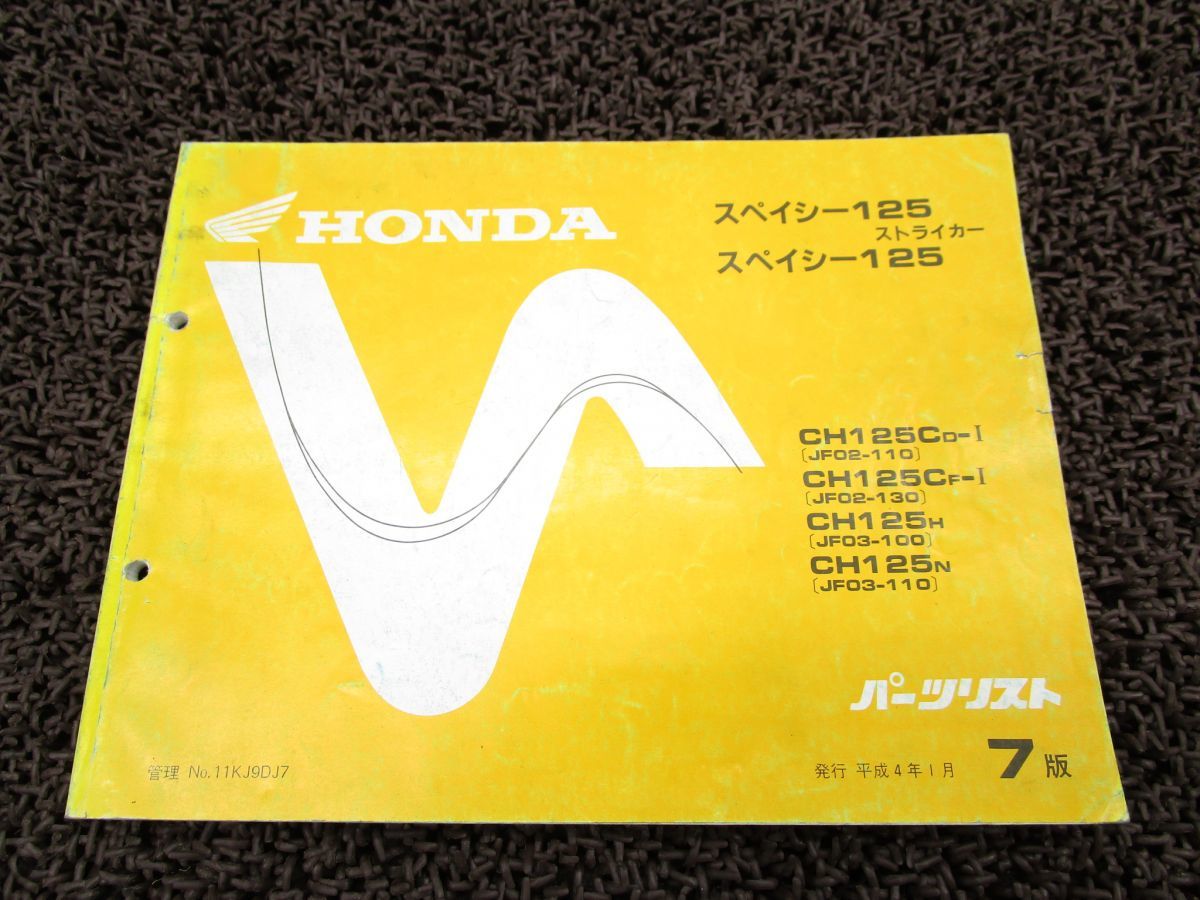 HONDA
スペイシー125
ストライカー
スペイシー125
CH125CD-I
〔JF02-110〕
CH125CF-I
〔JF02-130〕
CH125H
〔JF03-100〕
CH125N
〔JF03-110〕
パーツリスト
管理 No.11KJ9DJ7
発行 平成4年1月 7版